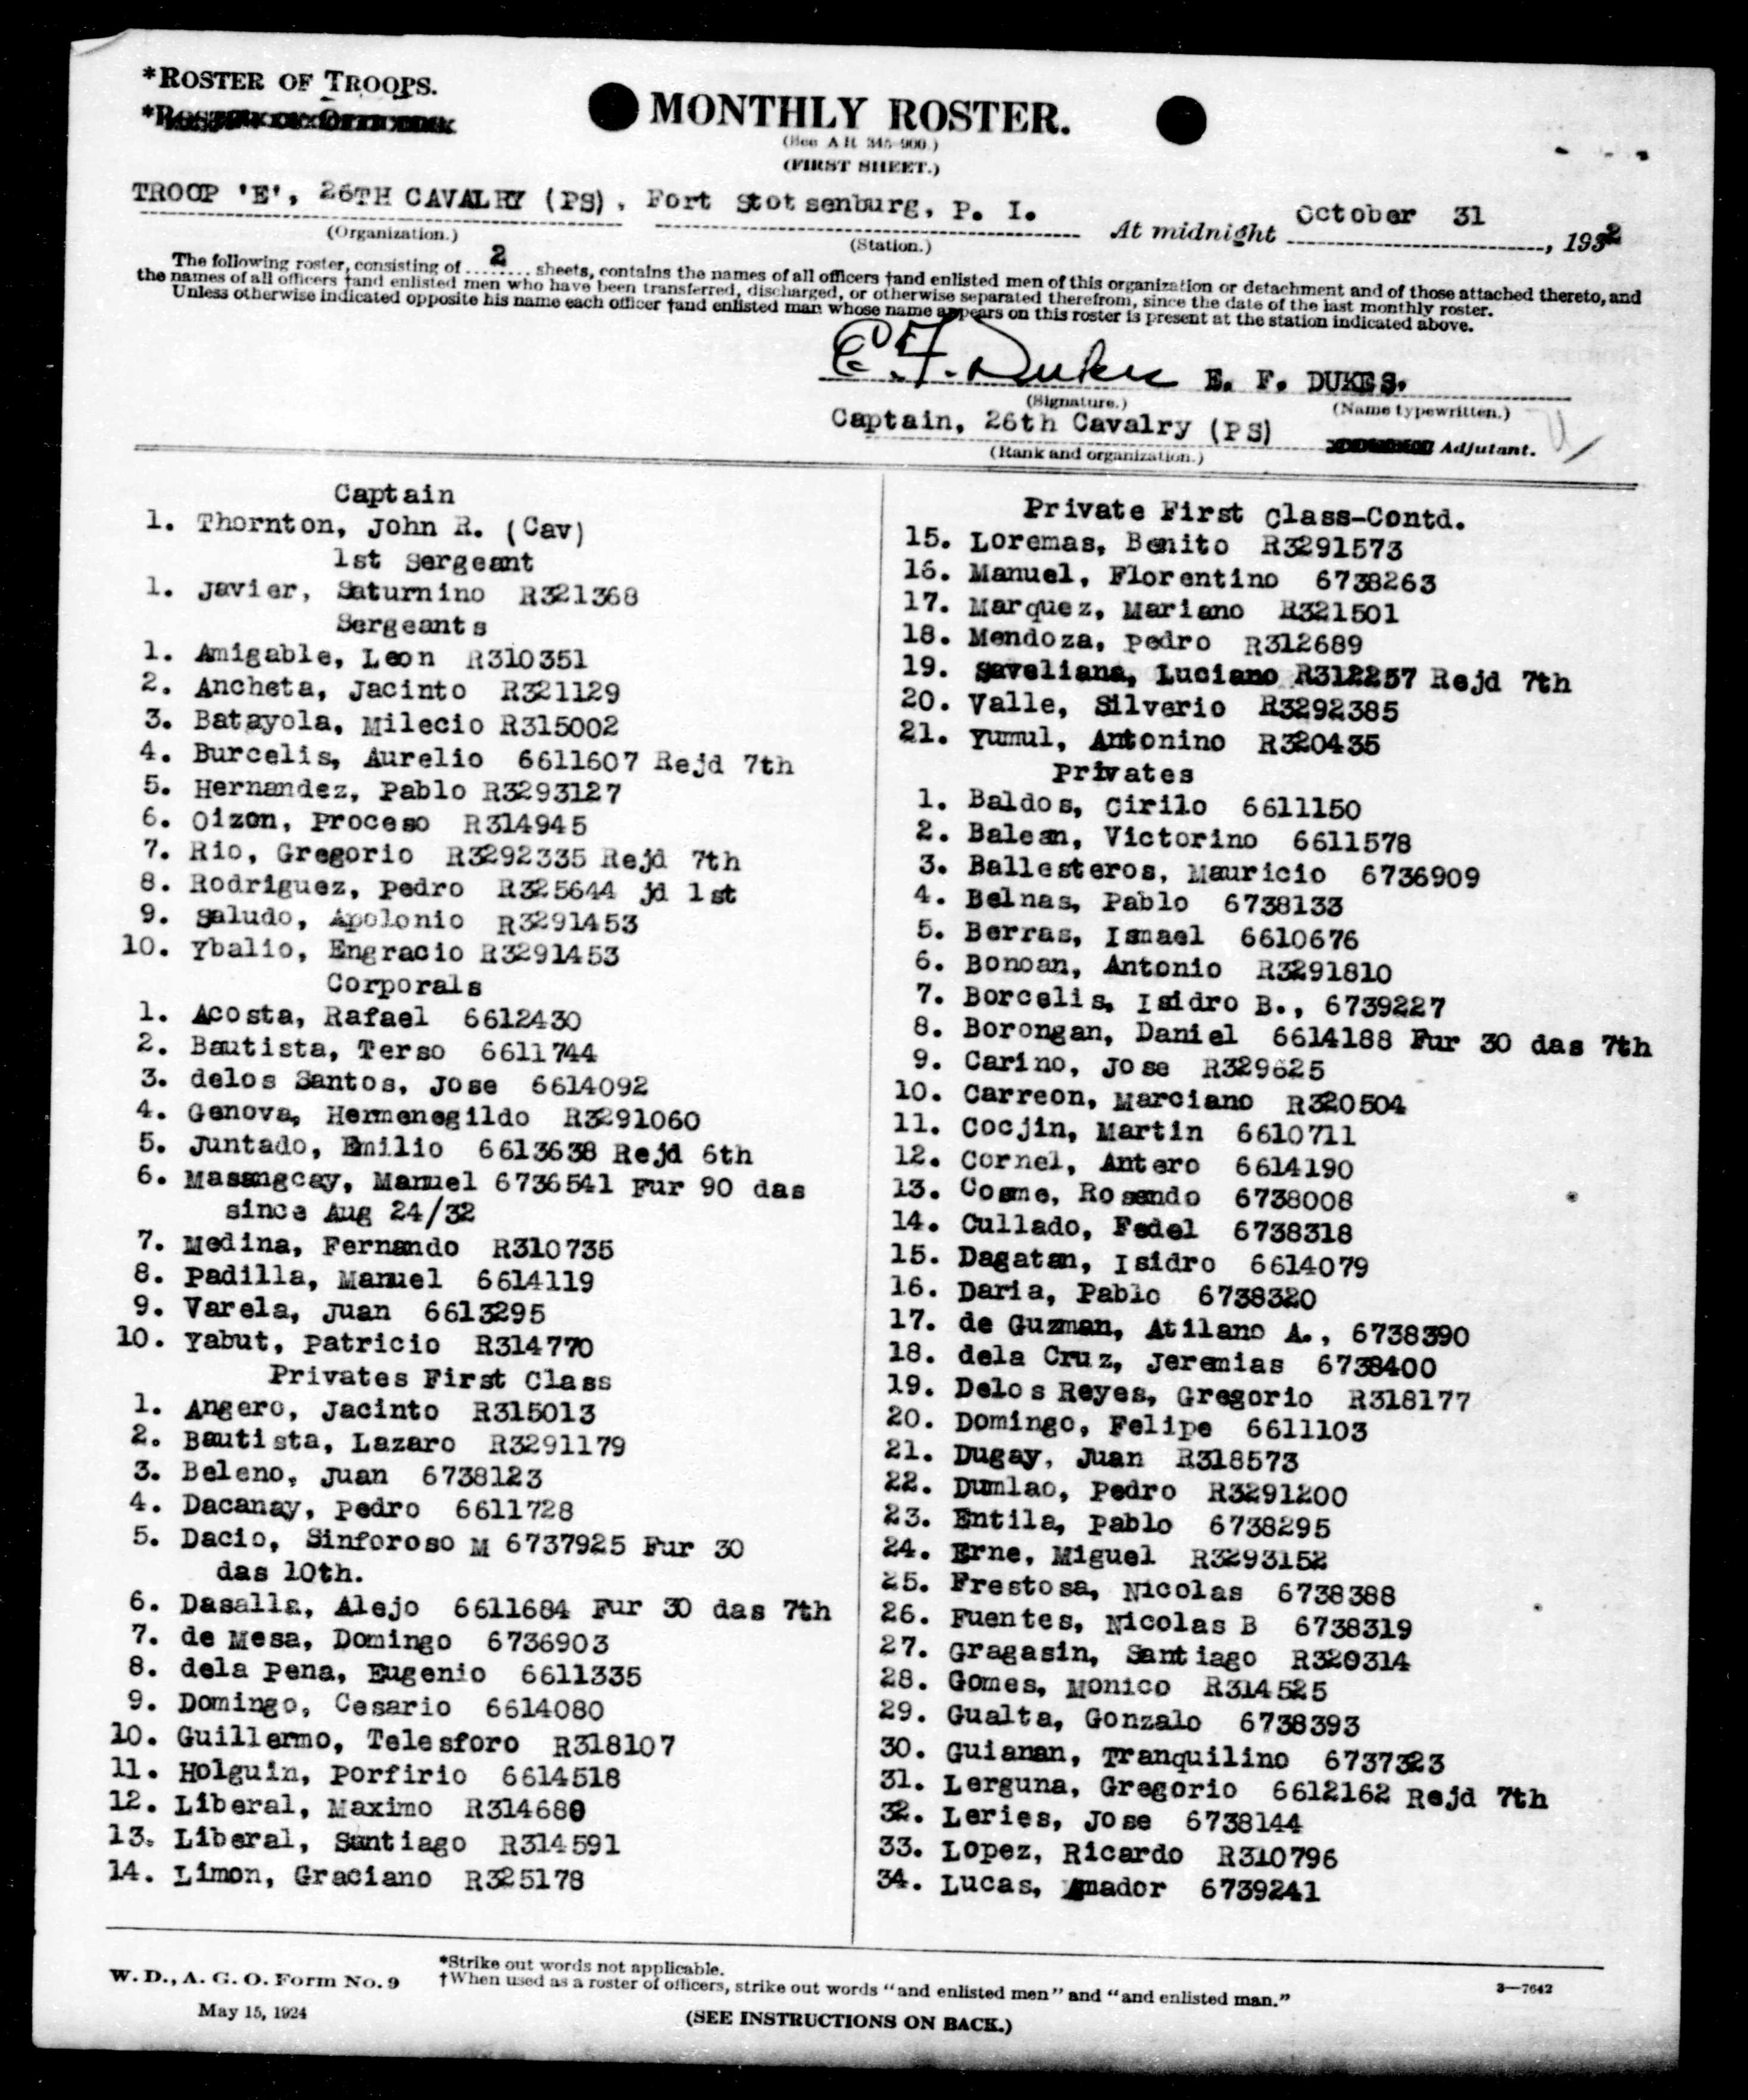 *ROSTER OF TROOPS.
MONTHLY ROSTER.
(See AR 345-900.)
(FIRST SHEET.)
TROOP 'E', 26TH CAVALRY (PS), Fort Stotsenburg, P. I.
At midnight October 31, 1932
(Organization.)
(Station.)
The following roster, consisting of 2 sheets, contains the names of all officers †and enlisted men of this organization or detachment and of those attached thereto, and
the names of all officers †and enlisted men who have been transferred, discharged, or otherwise separated therefrom, since the date of the last monthly roster.
Unless otherwise indicated opposite his name each officer †and enlisted man whose name appears on this roster is present at the station indicated above.
E. F. Dukes E. F. DUKES.
(Signature.) (Name typewritten.)
Captain, 26th Cavalry (PS)
(Rank and organization.) Adjutant.
Captain
1. Thornton, John R. (Cav)
1st Sergeant
1. Javier, Saturnino R321368
Sergeants
1. Amigable, Leon R310351
2. Ancheta, Jacinto R321129
3. Batayola, Milecio R315002
4. Burcelis, Aurelio 6611607 Rejd 7th
5. Hernandez, Pablo R3293127
6. Oizon, Proceso R314945
7. Rio, Gregorio R3292335 Rejd 7th
8. Rodriguez, Pedro R325644 jd 1st
9. Saludo, Apolonio R3291453
10. Ybalio, Engracio R3291453
Corporals
1. Acosta, Rafael 6612430
2. Bautista, Terso 6611744
3. delos Santos, Jose 6614092
4. Genova, Hermenegildo R3291060
5. Juntado, Emilio 6613638 Rejd 6th
6. Masangcay, Manuel 6736541 Fur 90 das
since Aug 24/32
7. Medina, Fernando R310735
8. Padilla, Manuel 6614119
9. Varela, Juan 6613295
10. Yabut, Patricio R314770
Privates First Class
1. Angero, Jacinto R315013
2. Bautista, Lazaro R3291179
3. Beleno, Juan 6738123
4. Dacanay, Pedro 6611728
5. Dacio, Sinforoso M 6737925 Fur 30
das 10th.
6. Dasalla, Alejo 6611684 Fur 30 das 7th
7. de Mesa, Domingo 6736903
8. dela Pena, Eugenio 6611335
9. Domingo, Cesario 6614080
10. Guillermo, Telesforo R318107
11. Holguin, Porfirio 6614518
12. Liberal, Maximo R314680
13. Liberal, Santiago R314591
14. Limon, Graciano R325178
Private First Class-Contd.
15. Loremas, Benito R3291573
16. Manuel, Florentino 6738263
17. Marquez, Mariano R321501
18. Mendoza, Pedro R312689
19. Saveliana, Luciano R312257 Rejd 7th
20. Valle, Silverio R3292385
21. Yumul, Antonino R320435
Privates
1. Baldos, Cirilo 6611150
2. Balean, Victorino 6611578
3. Ballesteros, Mauricio 6736909
4. Belnas, Pablo 6738133
5. Berras, Ismael 6610676
6. Bonoan, Antonio R3291810
7. Borcelis, Isidro B., 6739227
8. Borongan, Daniel 6614188 Fur 30 das 7th
9. Carino, Jose R329625
10. Carreon, Marciano R320504
11. Cocjin, Martin 6610711
12. Cornel, Antero 6614190
13. Cosme, Rosendo 6738008
14. Cullado, Fedel 6738318
15. Dagatan, Isidro 6614079
16. Daria, Pablo 6738320
17. de Guzman, Atilano A., 6738390
18. dela Cruz, Jeremias 6738400
19. Delos Reyes, Gregorio R318177
20. Domingo, Felipe 6611103
21. Dugay, Juan R318573
22. Dumlao, Pedro R3291200
23. Entila, Pablo 6738295
24. Erne, Miguel R3293152
25. Frestosa, Nicolas 6738388
26. Fuentes, Nicolas B 6738319
27. Gragasin, Santiago R320314
28. Gomes, Monico R314525
29. Gualta, Gonzalo 6738393
30. Guianan, Tranquilino 6737323
31. Lerguna, Gregorio 6612162 Rejd 7th
32. Leries, Jose 6738144
33. Lopez, Ricardo R310796
34. Lucas, Amador 6739241
W. D., A. G. O. Form No. 9
May 15, 1924
*Strike out words not applicable.
†When used as a roster of officers, strike out words "and enlisted men" and "and enlisted man."
(SEE INSTRUCTIONS ON BACK.)
3—7642